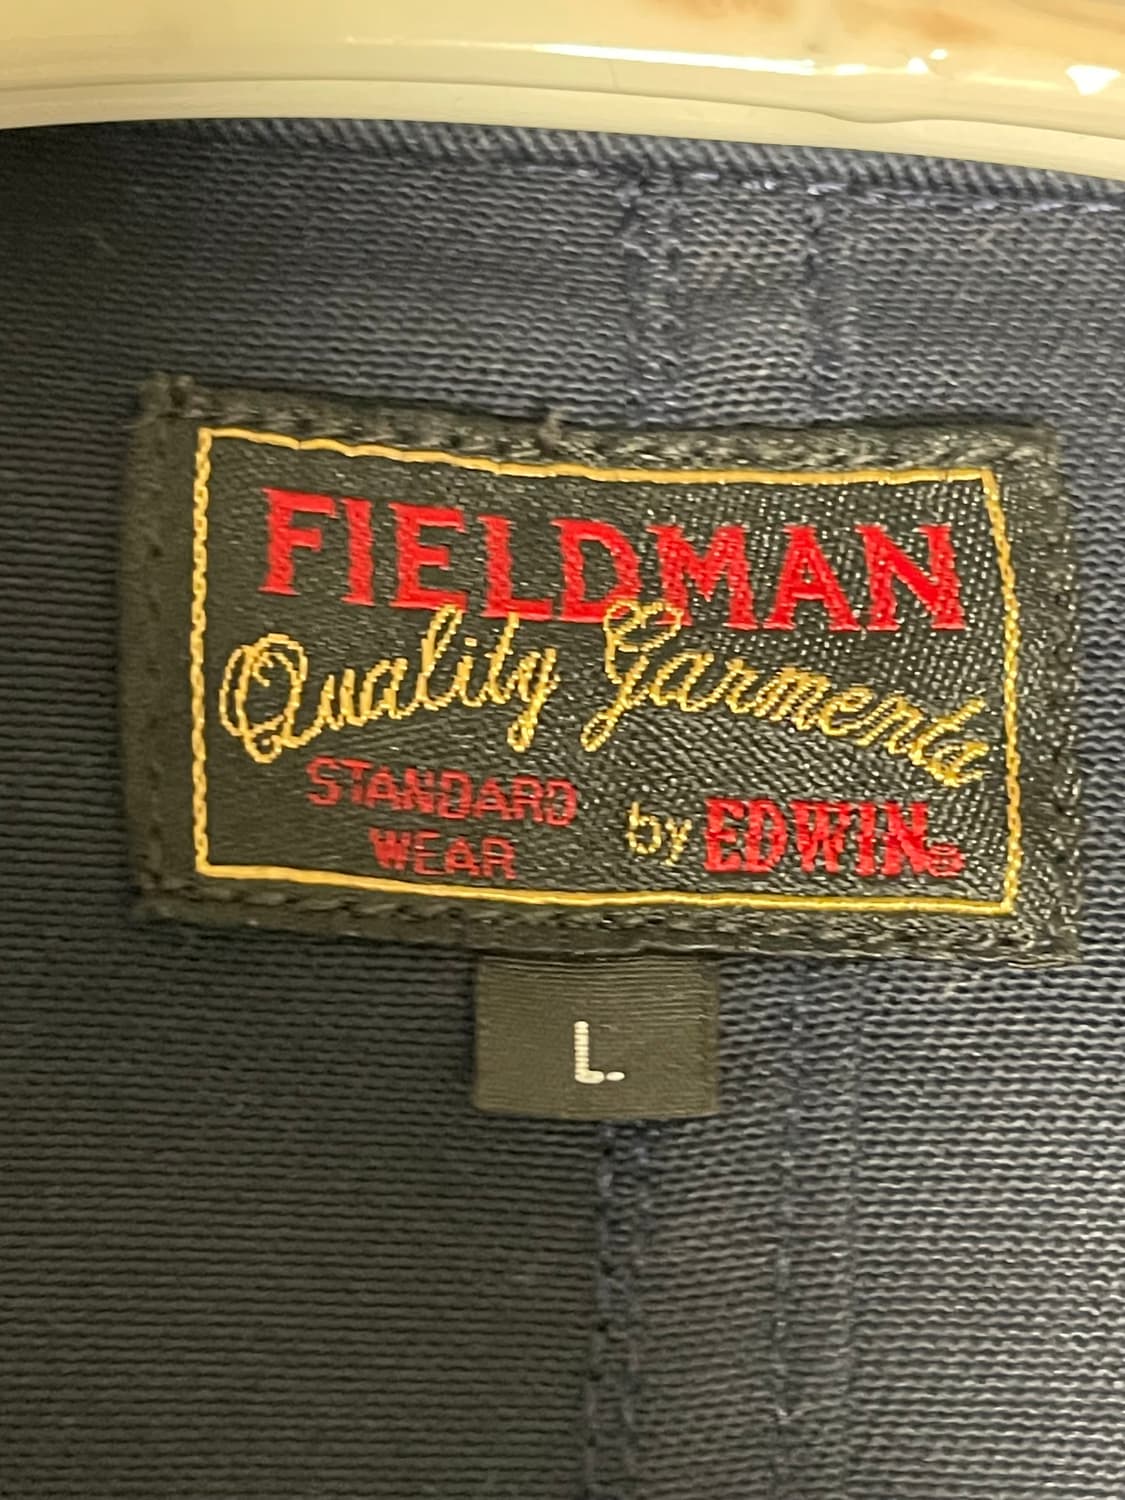 FIELDMAN
Quality Garments
STANDARD
WEAR
by EDWIN®
L